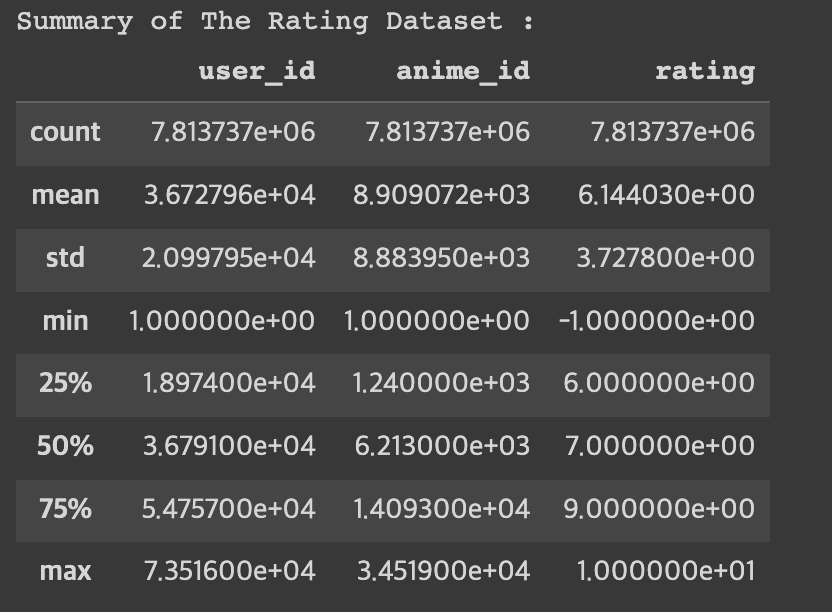 Summary of The Rating Dataset :
user_id anime_id rating
count 7.813737e+06 7.813737e+06 7.813737e+06
mean 3.672796e+04 8.909072e+03 6.144030e+00
std 2.099795e+04 8.883950e+03 3.727800e+00
min 1.000000e+00 1.000000e+00 -1.000000e+00
25% 1.897400e+04 1.240000e+03 6.000000e+00
50% 3.679100e+04 6.213000e+03 7.000000e+00
75% 5.475700e+04 1.409300e+04 9.000000e+00
max 7.351600e+04 3.451900e+04 1.000000e+01